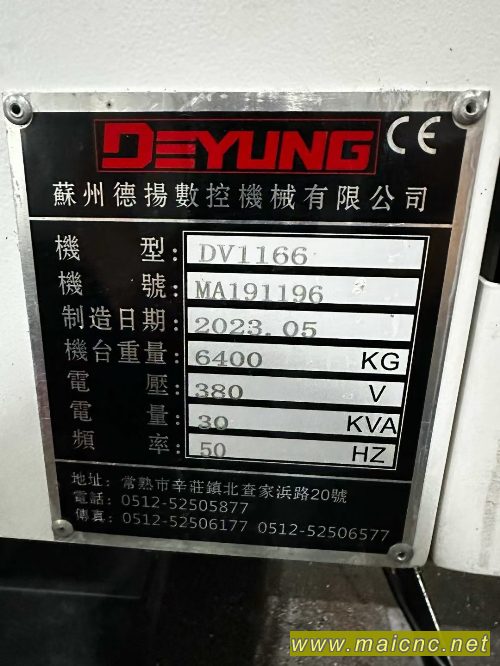 DEYUNG CE
蘇州德揚數控機械有限公司
機 型: DV1166
機 號: MA191196
制造日期: 2023.05
機台重量: 6400 KG
電 壓: 380 V
電 量: 30 KVA
頻 率: 50 HZ
地址: 常熟市辛莊鎮北查家浜路20號
電話: 0512-52505877
傳真: 0512-52506177 0512-52506577
www.maicnc.net